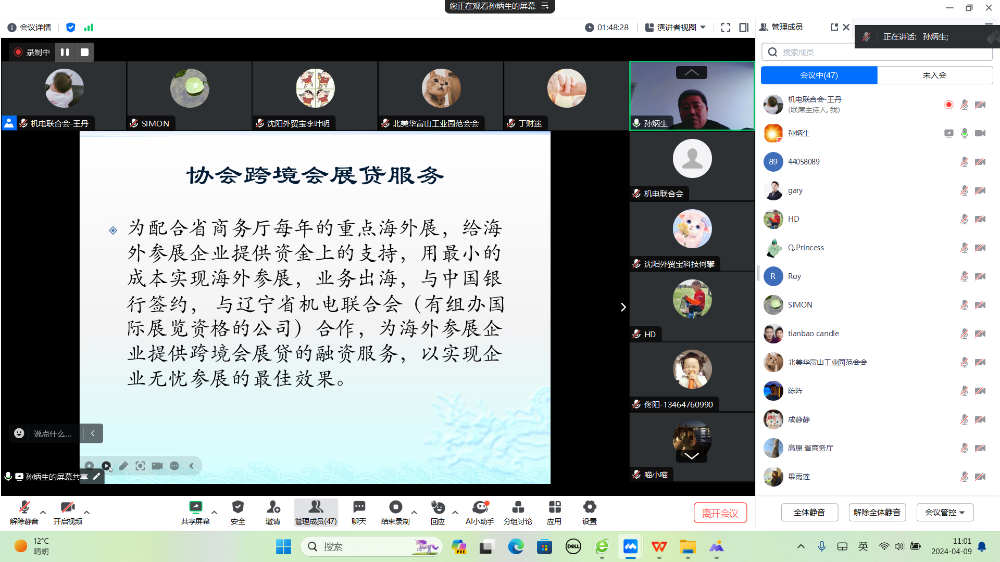 您正在观看孙炳生的屏幕
会议详情
01:48:28
演讲者视图
管理成员
正在讲话: 孙炳生;
录制中
搜索成员
会议中(47)
未入会
机电联合会-王丹
SIMON
沈阳外贸宝李叶明
北美华富山工业园范会会
丁财迷
孙炳生
机电联合会
沈阳外贸宝科技何攀
HD
佟阳-13464760990
喵小喵
协会跨境会展贷服务
为配合省商务厅每年的重点海外展，给海
外参展企业提供资金上的支持，用最小的
成本实现海外参展，业务出海，与中国银
行签约，与辽宁省机电联合会（有组办国
际展览资格的公司）合作，为海外参展企
业提供跨境会展贷的融资服务，以实现企
业无忧参展的最佳效果。
说点什么...
孙炳生的屏幕共享
机电联合会-王丹
(联席主持人, 我)
孙炳生
89
44058089
gary
HD
Q.Princess
R
Roy
SIMON
tianbao candle
北美华富山工业园范会会
陈阵
成静静
高原 省商务厅
果雨莲
解除静音
开启视频
共享屏幕
安全
邀请
管理成员(47)
聊天
结束录制
回应
AI小助手
分组讨论
应用
设置
离开会议
全体静音
解除全体静音
会议管控
12°C
晴朗
搜索
PRE
DELL
英
11:01
2024-04-09